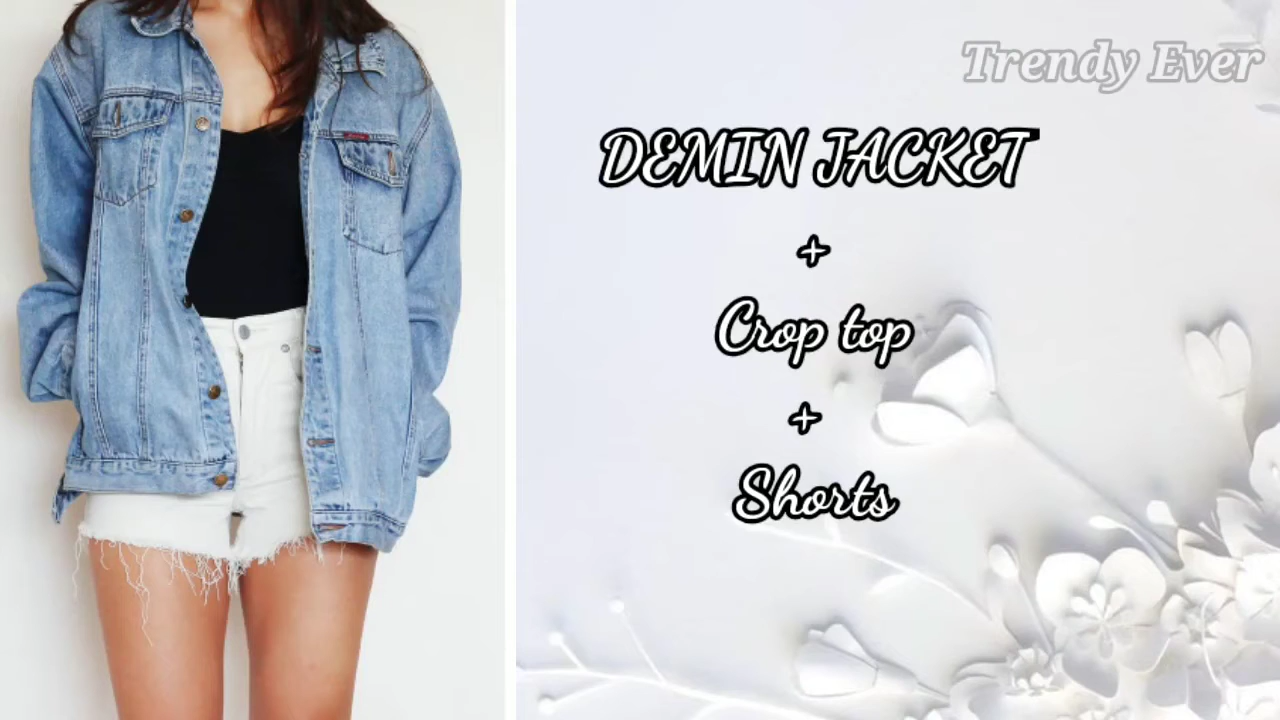 Trendy Ever
DEMIN JACKET
+
Crop top
+
Shorts